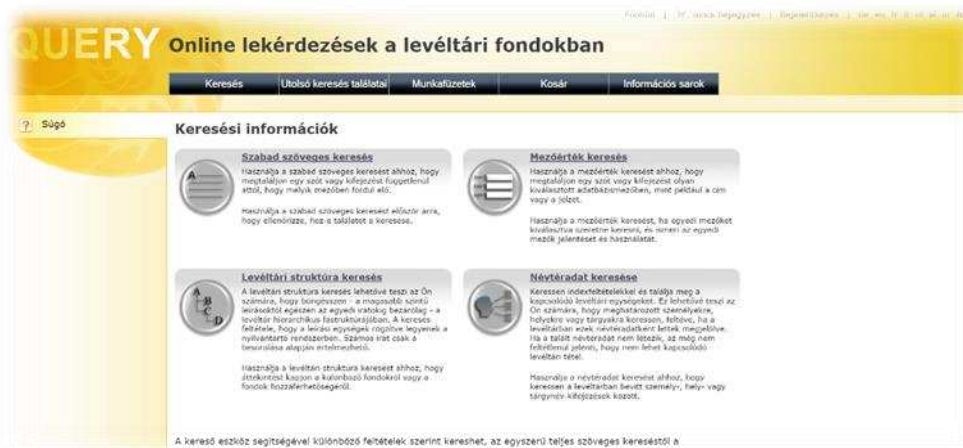 Főoldal |
QUERY Online lekérdezések a levéltári fondokban
Keresés Utolsó keresés találatai Munkafüzetek Kosár Információs sarok
? Súgó
Keresési információk
Szabad szöveges keresés
Használja a szabad szöveges keresést ahhoz, hogy
megtaláljon egy szót vagy kifejezést függetlenül
attól, hogy melyik mezőben fordul elő.
Használja a szabad szöveges keresést először arra,
hogy ellenőrizze, hoz-e találatot a keresése.
Mezőérték keresés
Használja a mezőérték keresést ahhoz, hogy
megtaláljon egy szót vagy kifejezést olyan
kiválasztott adatbázismezőben, mint például a cím
vagy a jelzet.
Használja a mezőérték keresést, ha egyedi mezőket
kiválasztva szeretne keresni, és ismeri az egyedi
mezők jelentését és használatát.
Levéltári struktúra keresés
A levéltári struktúra keresés lehetővé teszi az Ön
számára, hogy böngésszen - a magasabb szintű
leírásoktól egészen az egyedi iratokig bezárólag - a
levéltár hierarchikus fastruktúrájában. A keresés
feltétele, hogy a leírási egységek rögzítve legyenek a
nyilvántartó rendszerben. Számos irat csak a
besorolása alapján értelmezhető.
Használja a levéltári struktúra keresést ahhoz, hogy
áttekintést kapjon a különböző fondokról vagy a
fondok hozzáférhetőségéről.
Névtéradat keresése
Keressen indexfeltételekkel és találja meg a
kapcsolódó levéltári egységeket. Ez lehetővé teszi az
Ön számára, hogy meghatározott személyekre,
helyekre vagy tárgyakra keressen, feltéve, ha a
levéltárban ezek névtéradatként lettek megjelölve.
Ha a talált névtéradat nem létezik, az még nem
feltétlenül jelenti, hogy nem lehet kapcsolódó
levéltári tétel.
Használja a névtéradat keresést ahhoz, hogy
keressen a levéltárban bevitt személy-, hely- vagy
tárgynév kifejezések között.
A kereső eszköz segítségével különböző feltételek szerint kereshet, az egyszerű teljes szöveges kereséstől a